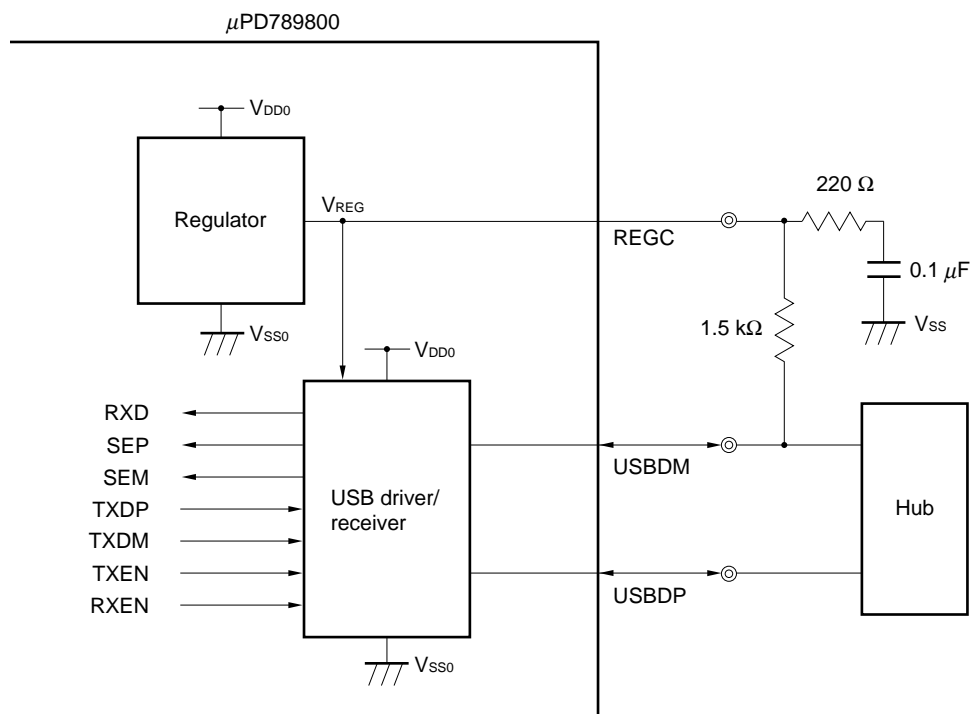 μPD789800
VDD0
Regulator
VREG
REGC
220 Ω
0.1 μF
VSS
1.5 kΩ
VSS0
VDD0
RXD
SEP
SEM
TXDP
TXDM
TXEN
RXEN
USB driver/
receiver
USBDM
USBDP
Hub
VSS0